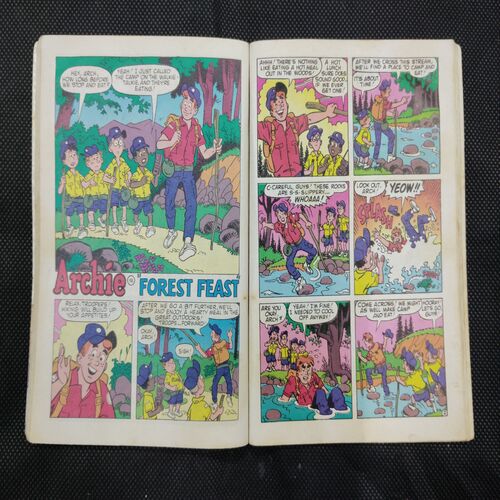 HEY, ARCH,
HOW LONG BEFORE
WE STOP AND EAT?
YEAH! I JUST CALLED
THE CAMP ON THE WALKIE
TALKIE, AND THEY'RE
EATING!
Archie
IN
"FOREST FEAST"
RELAX, TROOPERS!
HIKING WILL BUILD UP
YOUR APPETITES!
AFTER WE GO A BIT FURTHER, WE'LL
STOP AND ENJOY A HEARTY MEAL IN THE
GREAT OUTDOORS!
TROOPS...FORWARD!
OKAY,
ARCH
SIGH!
AHHH! THERE'S NOTHING
LIKE EATING A HOT MEAL
OUT IN THE WOODS!
A HOT
LUNCH
SURE DOES
SOUND GOOD...
IF WE EVER
GET ONE!
AFTER WE CROSS THIS STREAM,
WE'LL FIND A PLACE TO CAMP AND
EAT!
IT'S ABOUT
TIME!
C-CAREFUL, GUYS! THESE ROCKS
ARE S-S-SLIPPERY...
WHOAAA!
LOOK OUT,
ARCH!
YEOW!!
SPLASH!
ARE YOU
OKAY,
ARCH?
YEAH! I'M FINE!
I NEEDED TO COOL
OFF ANYWAY!
COME ACROSS! WE MIGHT
AS WELL MAKE CAMP
AND EAT!
HOORAY!
LET'S GO,
GUYS!